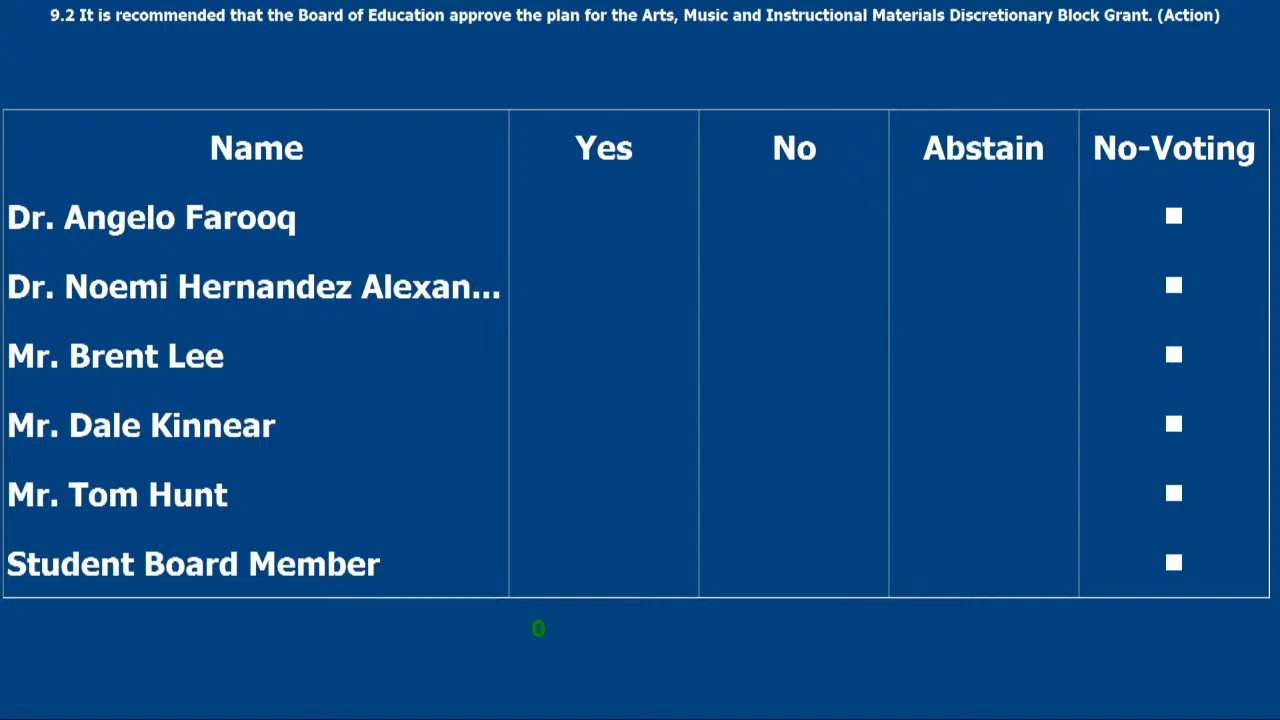 9.2 It is recommended that the Board of Education approve the plan for the Arts, Music and Instructional Materials Discretionary Block Grant. (Action)
Name Yes No Abstain No-Voting
Dr. Angelo Farooq
Dr. Noemi Hernandez Alexan...
Mr. Brent Lee
Mr. Dale Kinnear
Mr. Tom Hunt
Student Board Member
0